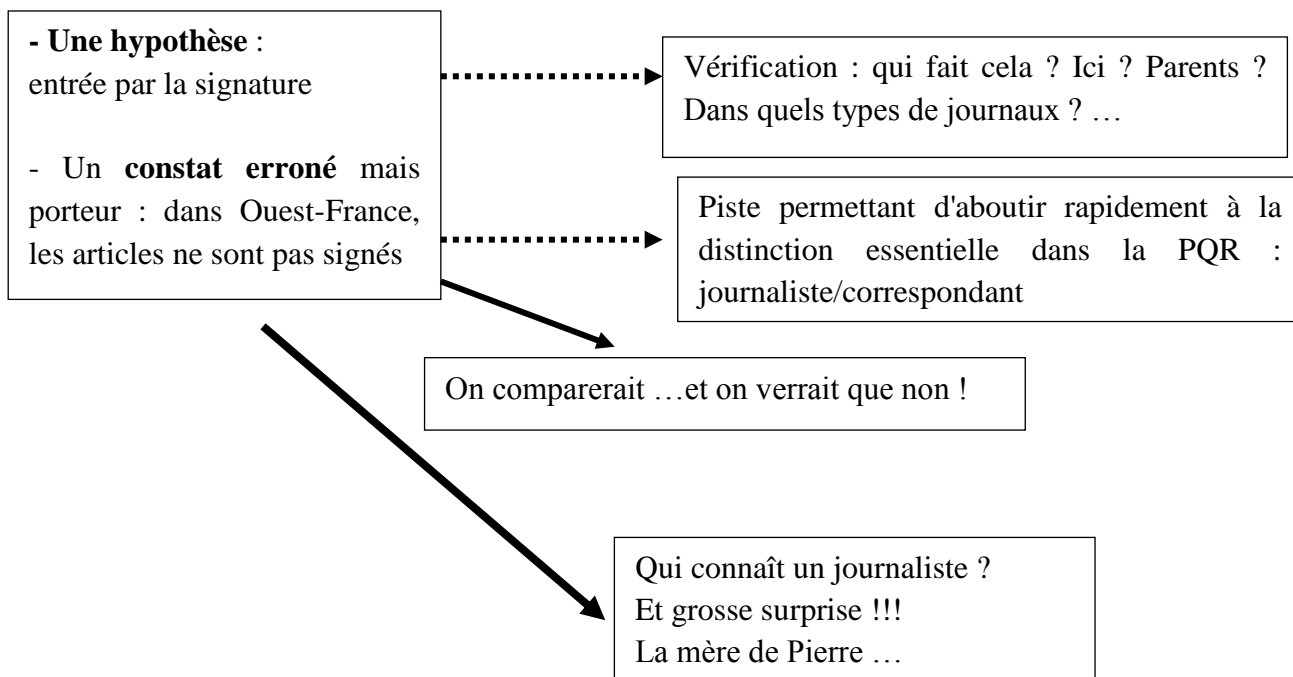 - Une hypothèse :
entrée par la signature
- Un constat erroné mais
porteur : dans Ouest-France,
les articles ne sont pas signés
Vérification : qui fait cela ? Ici ? Parents ?
Dans quels types de journaux ? …
Piste permettant d'aboutir rapidement à la
distinction essentielle dans la PQR :
journaliste/correspondant
On comparerait …et on verrait que non !
Qui connaît un journaliste ?
Et grosse surprise !!!
La mère de Pierre …